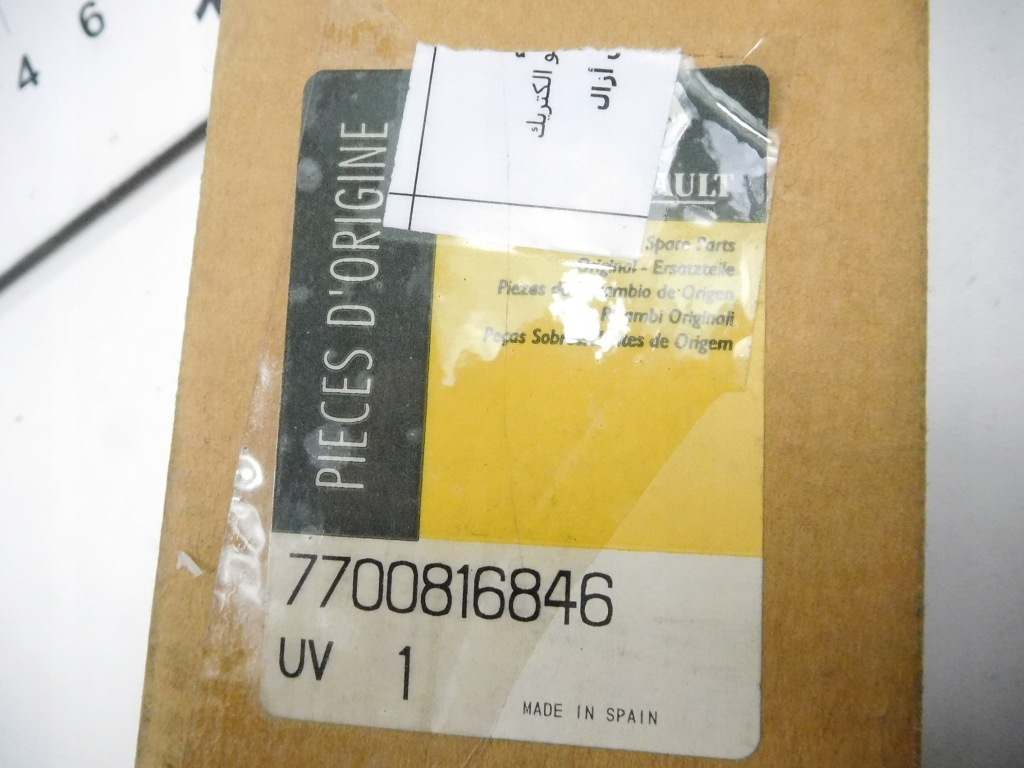 6
4
و الكتريك
أزال
AULT
PIECES D'ORIGINE
Spare Parts
Original - Ersatzteile
Piezas de Recambio de Origen
Ricambi Originali
Peças Sobressalentes de Origem
7700816846
UV 1
MADE IN SPAIN